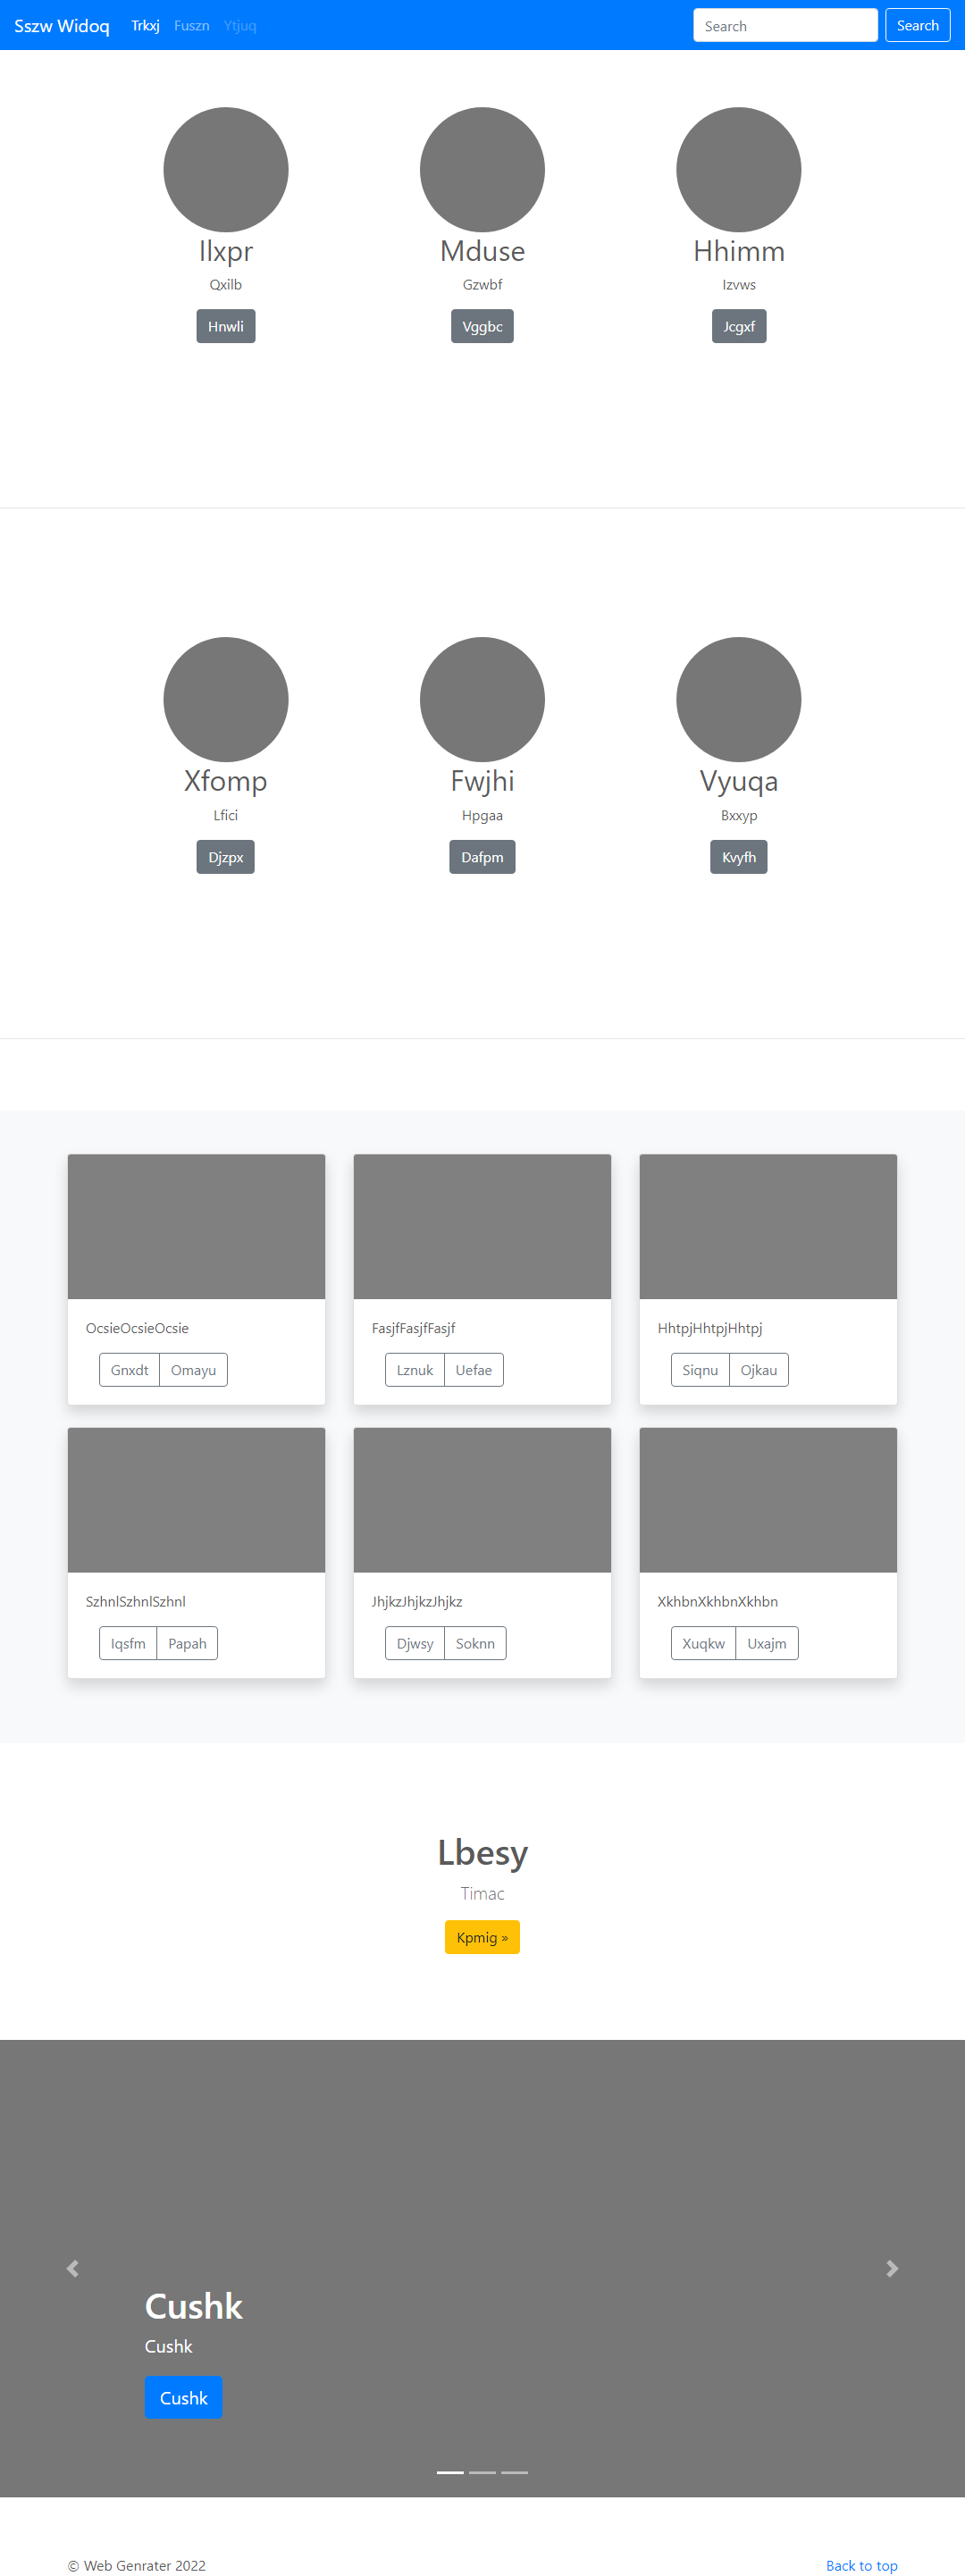 Sszw Widoq Trkxj Fuszn Ytjuq Search Search
Ilxpr Mduse Hhimm
Qxilb Gzwbf Izvws
Hnwli Vggbc Jcgxf
Xfomp Fwjhi Vyuqa
Lfici Hpgaa Bxxyp
Djzpx Dafpm Kvyfh
OcsieOcsieOcsie FasjfFasjfFasjf HhtpjHhtpjHhtpj
Gnxdt Omayu Lznuk Uefae Siqnu Ojkau
SzhnlSzhnlSzhnl JhjkzJhjkzJhjkz XkhbnXkhbnXkhbn
Iqsfm Papah Djwsy Soknn Xuqkw Uxajm
Lbesy
Timac
Kpmig »
Cushk
Cushk
Cushk
© Web Genrater 2022 Back to top